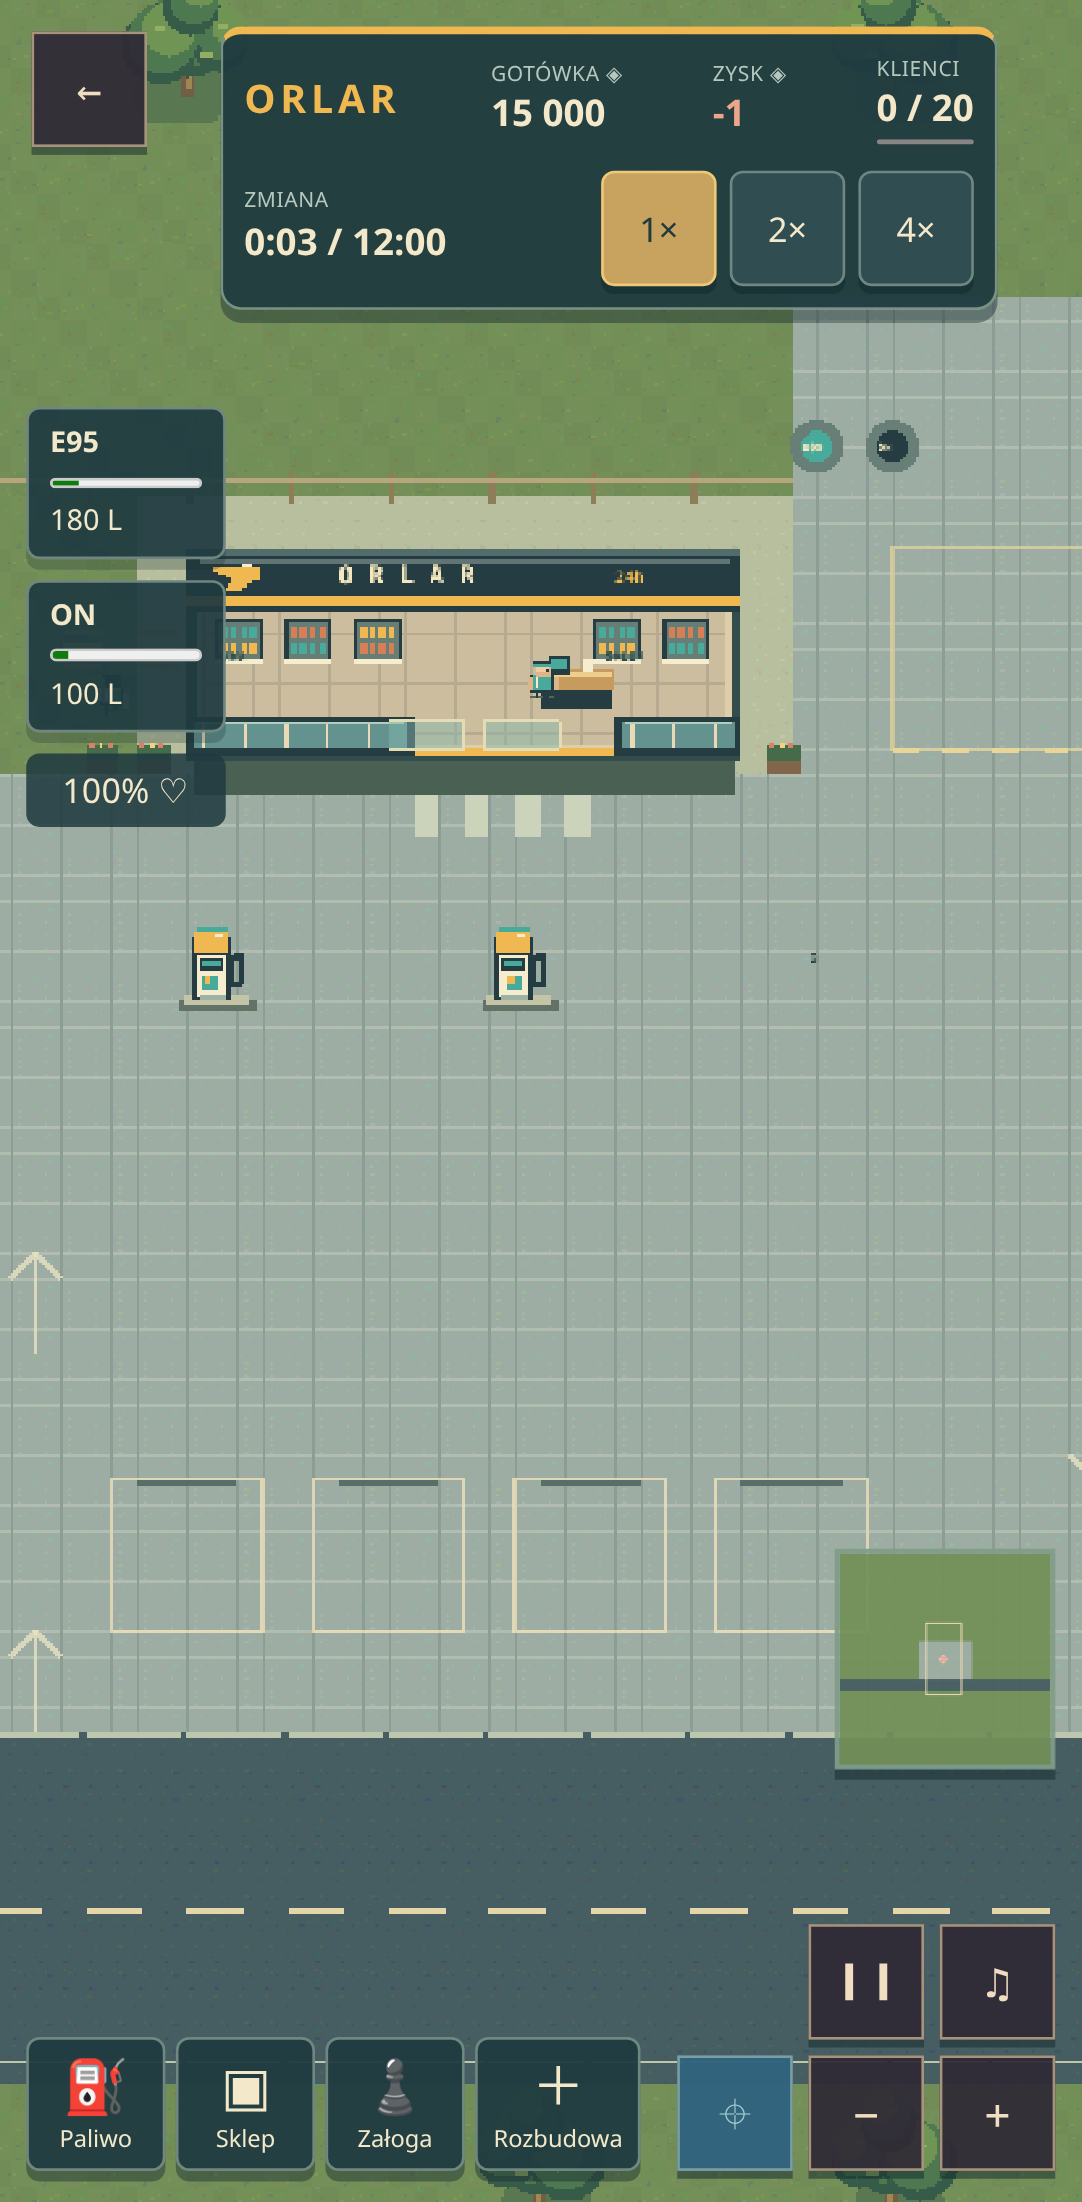 ←
ORLAR
GOTÓWKA ◈
15 000
ZYSK ◈
-1
KLIENCI
0 / 20
ZMIANA
0:03 / 12:00
1×
2×
4×
E95
180 L
ON
100 L
100% ♡
ORLAR
24h
Paliwo
Sklep
Załoga
Rozbudowa
−
+